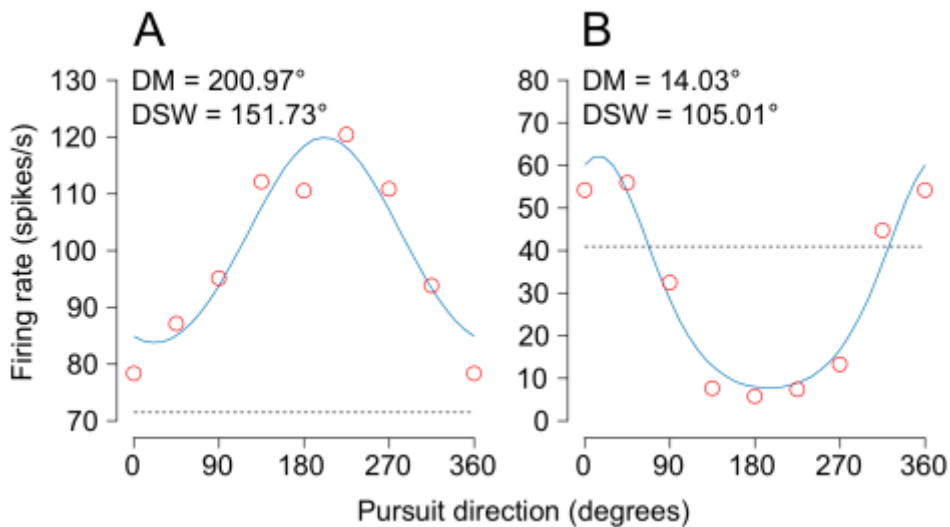 A
DM = 200.97°
DSW = 151.73°
130
120
110
100
90
80
70
Firing rate (spikes/s)
0 90 180 270 360
B
DM = 14.03°
DSW = 105.01°
80
70
60
50
40
30
20
10
0
0 90 180 270 360
Pursuit direction (degrees)